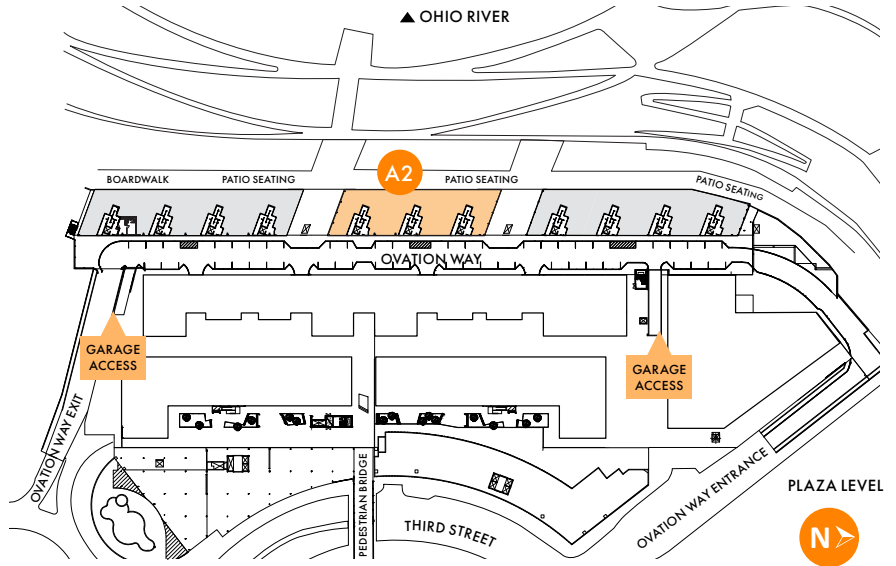 ▲ OHIO RIVER
BOARDWALK
PATIO SEATING
A2
PATIO SEATING
PATIO SEATING
OVATION WAY
GARAGE
ACCESS
GARAGE
ACCESS
OVATION WAY EXIT
PEDESTRIAN BRIDGE
THIRD STREET
OVATION WAY ENTRANCE
PLAZA LEVEL
N